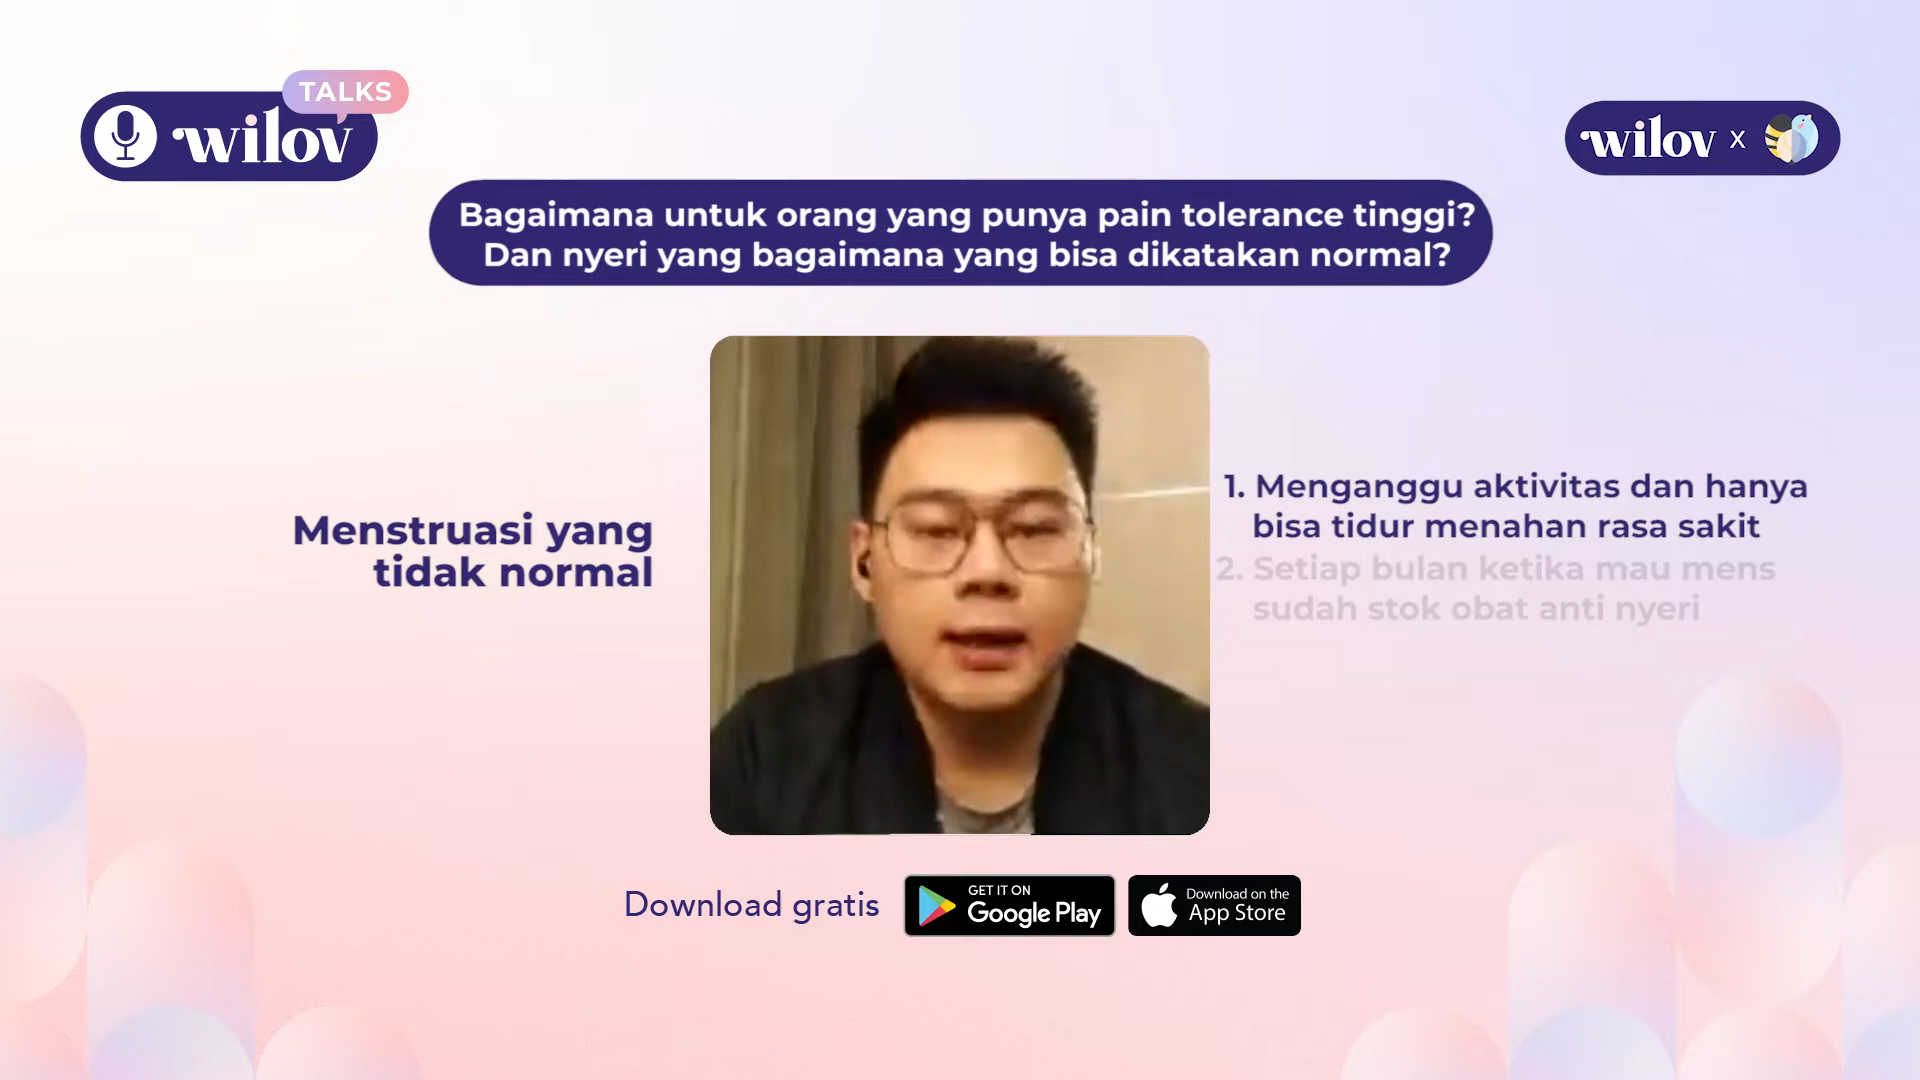 TALKS
wilov
wilov x
Bagaimana untuk orang yang punya pain tolerance tinggi?
Dan nyeri yang bagaimana yang bisa dikatakan normal?
Menstruasi yang
tidak normal
1. Menganggu aktivitas dan hanya
bisa tidur menahan rasa sakit
2. Setiap bulan ketika mau mens
sudah stok obat anti nyeri
Download gratis
GET IT ON
Google Play
Download on the
App Store